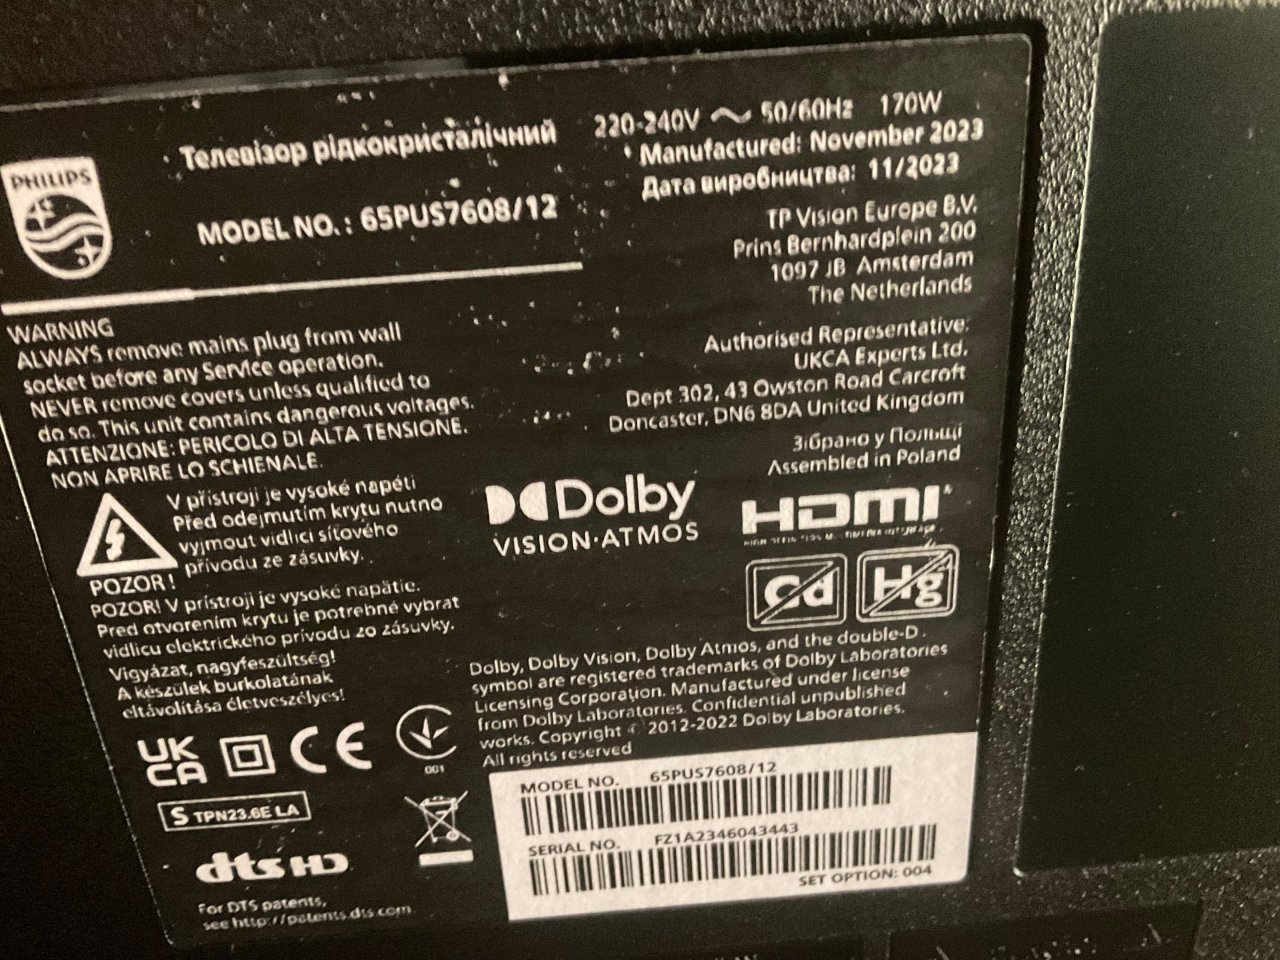 PHILIPS
Телевізор рідкокристалічний
MODEL NO. : 65PUS7608/12
220-240V ~ 50/60Hz 170W
Manufactured: November 2023
Дата виробництва: 11/2023
TP Vision Europe B.V.
Prins Bernhardplein 200
1097 JB Amsterdam
The Netherlands
WARNING
ALWAYS remove mains plug from wall
socket before any Service operation.
NEVER remove covers unless qualified to
do so. This unit contains dangerous voltages.
ATTENZIONE: PERICOLO DI ALTA TENSIONE.
NON APRIRE LO SCHIENALE.
Authorised Representative:
UKCA Experts Ltd.
Dept 302, 43 Owston Road Carcroft
Doncaster, DN6 8DA United Kingdom
Зібрано у Польщі
Assembled in Poland
V přístroji je vysoké napětí
Před odejmutím krytu nutno
vyjmout vidlici síťového
přívodu ze zásuvky.
POZOR!
POZOR! V prístroji je vysoké napätie.
Pred otvorením krytu je potrebné vybrat
vidlicu elektrického prívodu zo zásuvky.
Vigyázat, nagyfeszültség!
A készülek burkolatának
eltávolitása életveszélyes!
Dolby
VISION·ATMOS
HDMI
HIGH-DEFINITION MULTIMEDIA INTERFACE
Cd
Hg
Dolby, Dolby Vision, Dolby Atmos, and the double-D
symbol are registered trademarks of Dolby Laboratories
Licensing Corporation. Manufactured under license
from Dolby Laboratories. Confidential unpublished
works. Copyright © 2012-2022 Dolby Laboratories.
All rights reserved
UK
CA
CE
001
S TPN23.6E LA
dts HD
For DTS patents,
see http://patents.dts.com
MODEL NO. 65PUS7608/12
SERIAL NO. FZ1A2346043443
SET OPTION: 004